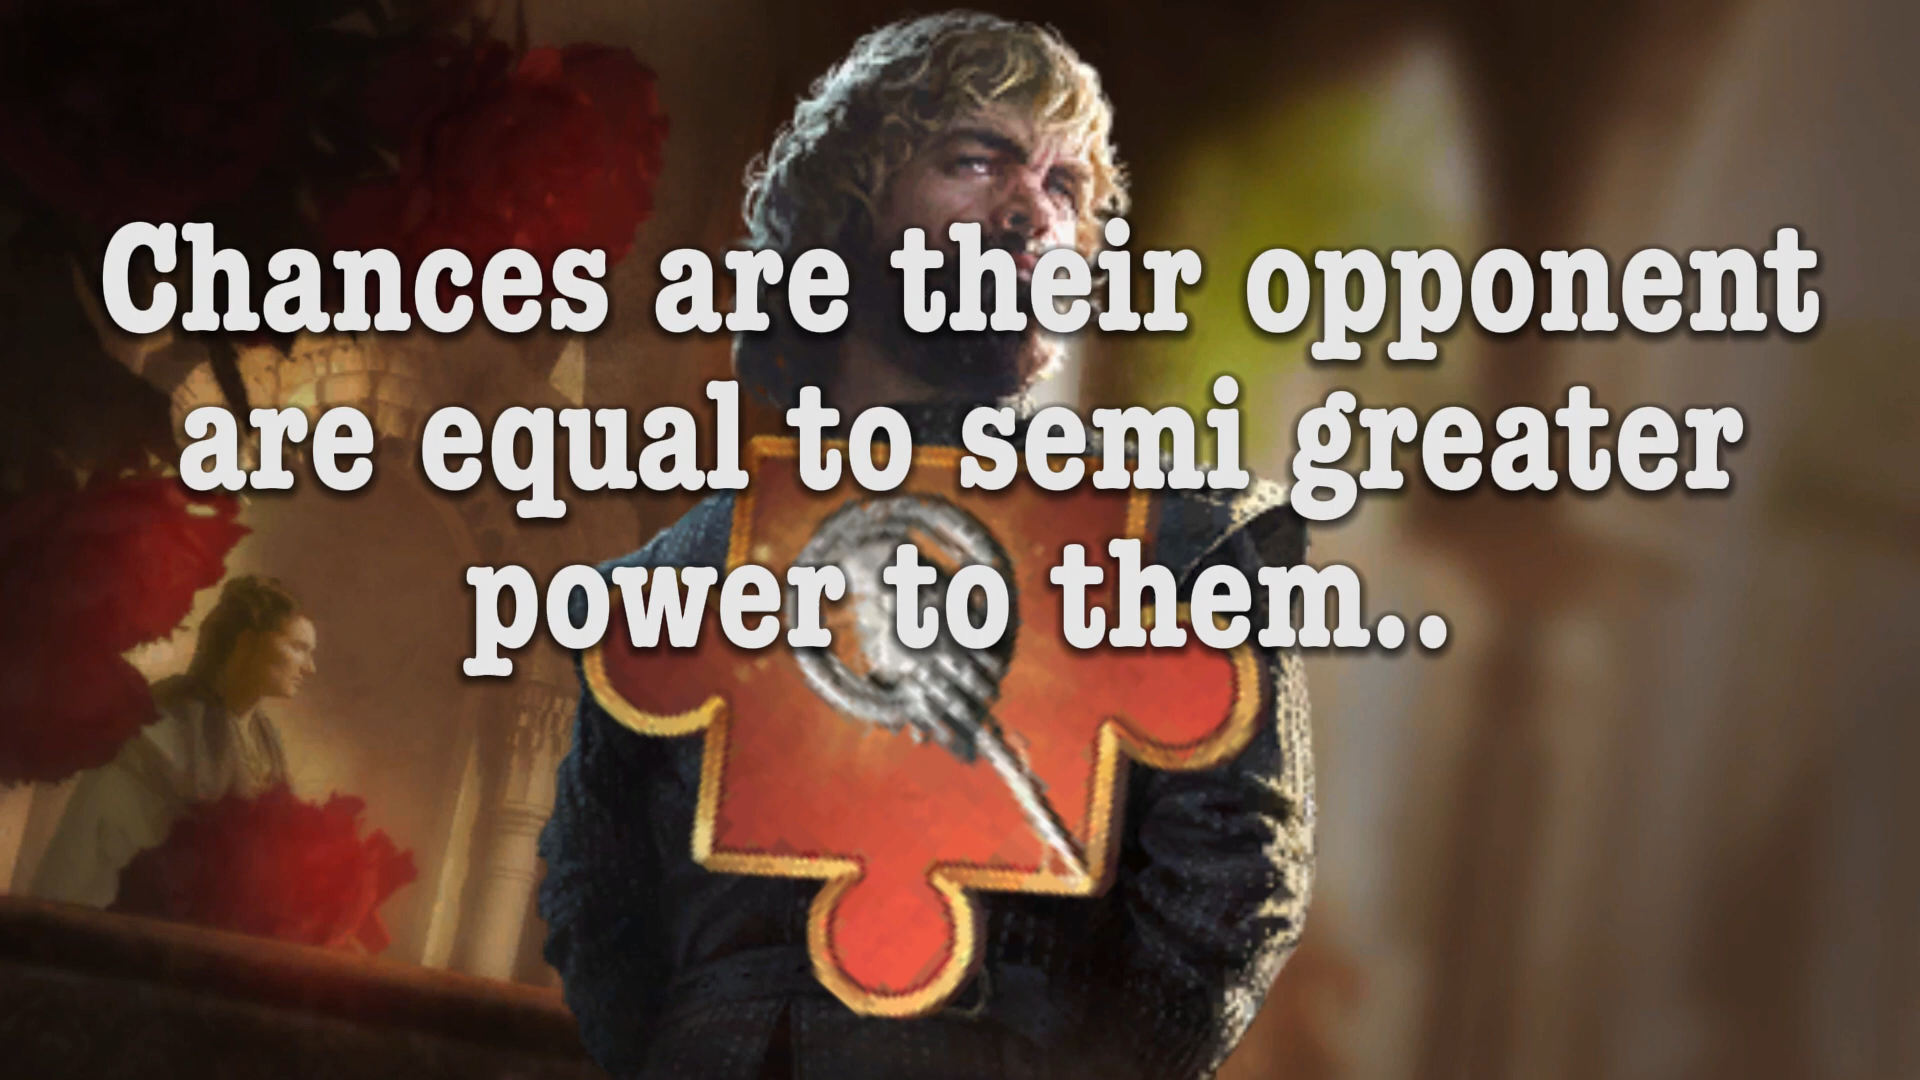 Chances are their opponent
are equal to semi greater
power to them..